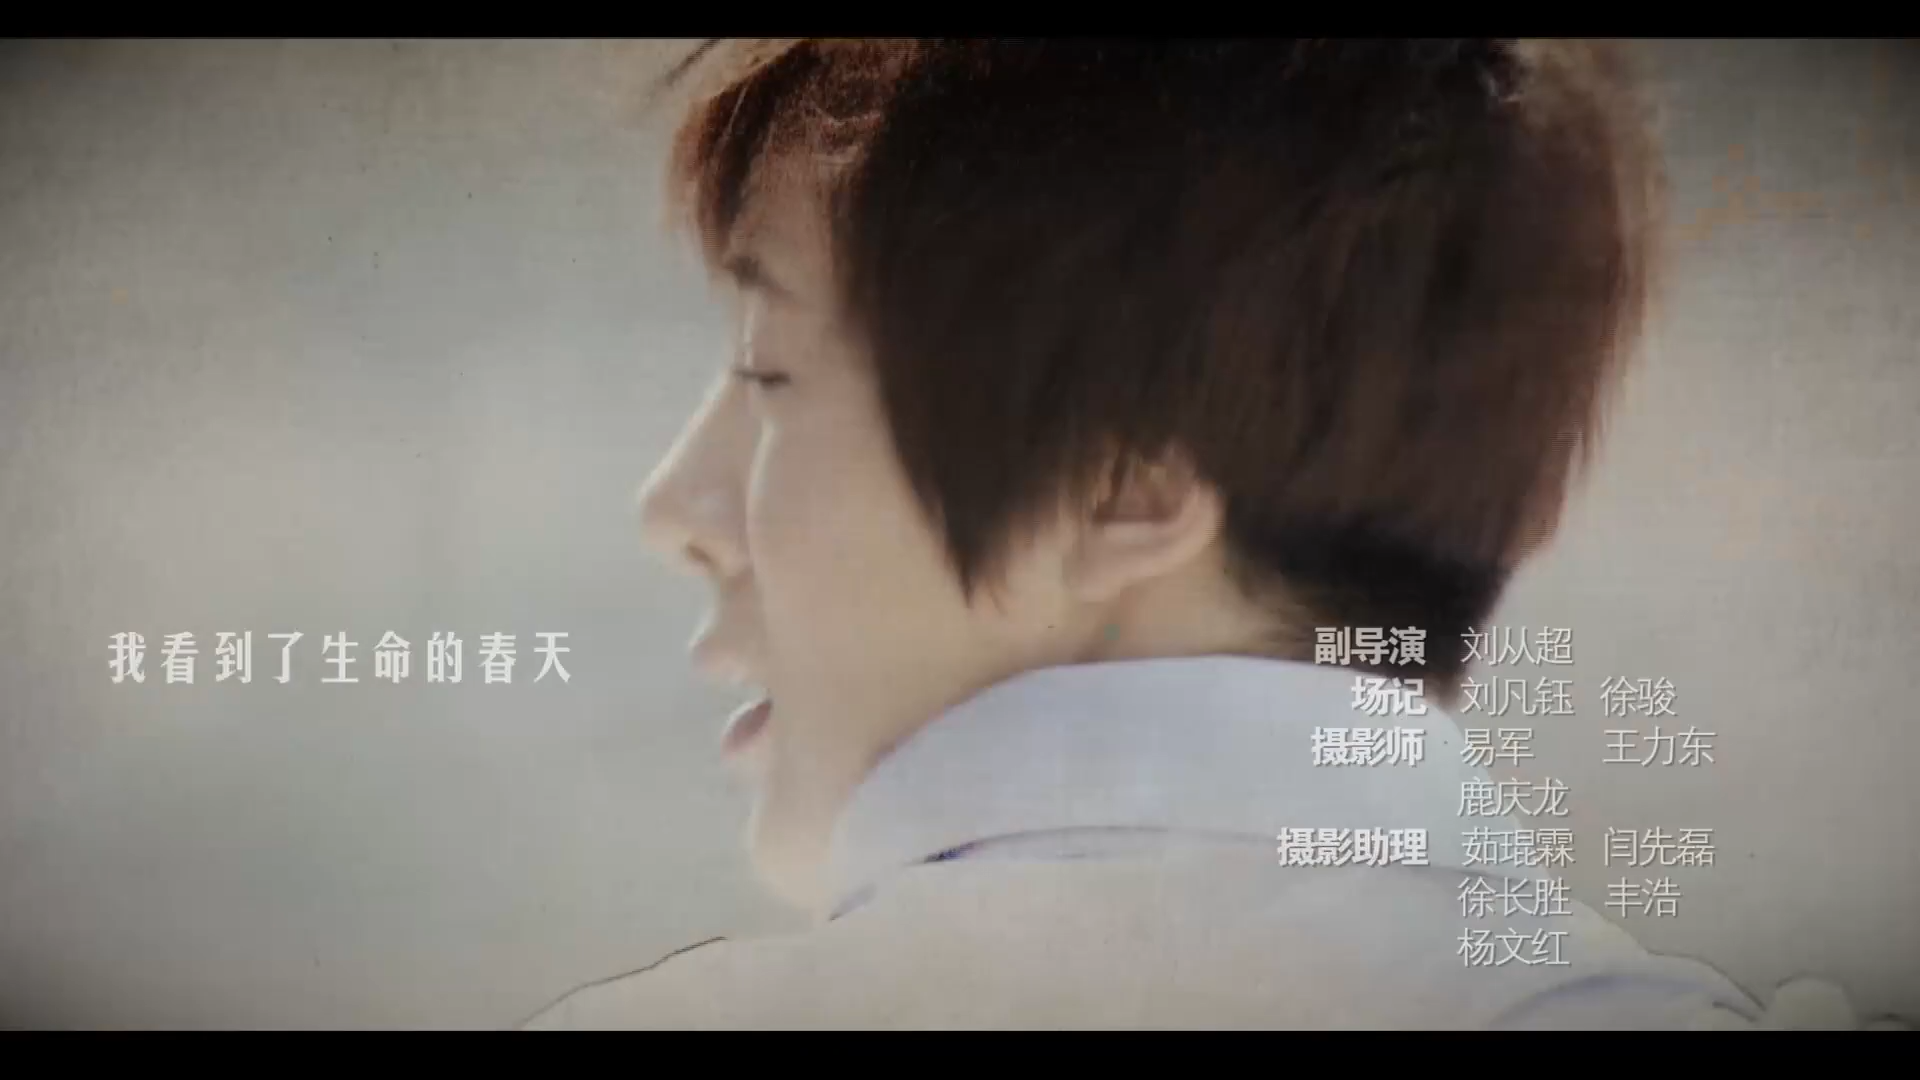 我看到了生命的春天
副导演 刘从超
场记 刘凡钰 徐骏
摄影师 易军 王力东
鹿庆龙
摄影助理 茹琨霖 闫先磊
徐长胜 丰浩
杨文红